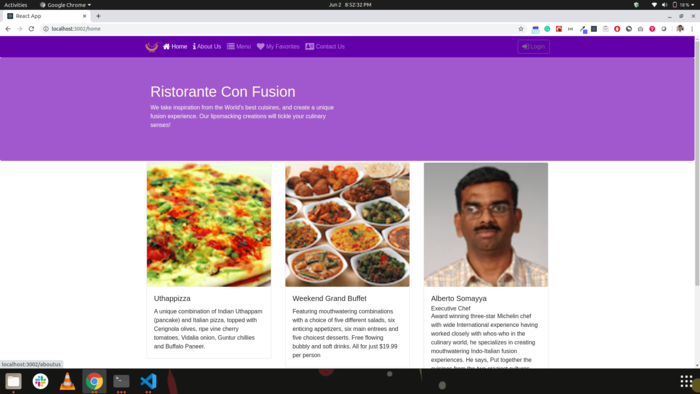 Activities Google Chrome Jun 2 8:52:32 PM 18%
React App
localhost:3002/home
Home About Us Menu My Favorites Contact Us Login
Ristorante Con Fusion
We take inspiration from the World's best cuisines, and create a unique
fusion experience. Our lipsmacking creations will tickle your culinary
senses!
Uthappizza
A unique combination of Indian Uthappam
(pancake) and Italian pizza, topped with
Cerignola olives, ripe vine cherry
tomatoes, Vidalia onion, Guntur chillies
and Buffalo Paneer.
Weekend Grand Buffet
Featuring mouthwatering combinations
with a choice of five different salads, six
enticing appetizers, six main entrees and
five choicest desserts. Free flowing
bubbly and soft drinks. All for just $19.99
per person
Alberto Somayya
Executive Chef
Award winning three-star Michelin chef
with wide International experience having
worked closely with whos-who in the
culinary world, he specializes in creating
mouthwatering Indo-Italian fusion
experiences. He says, Put together the
localhost:3002/aboutus